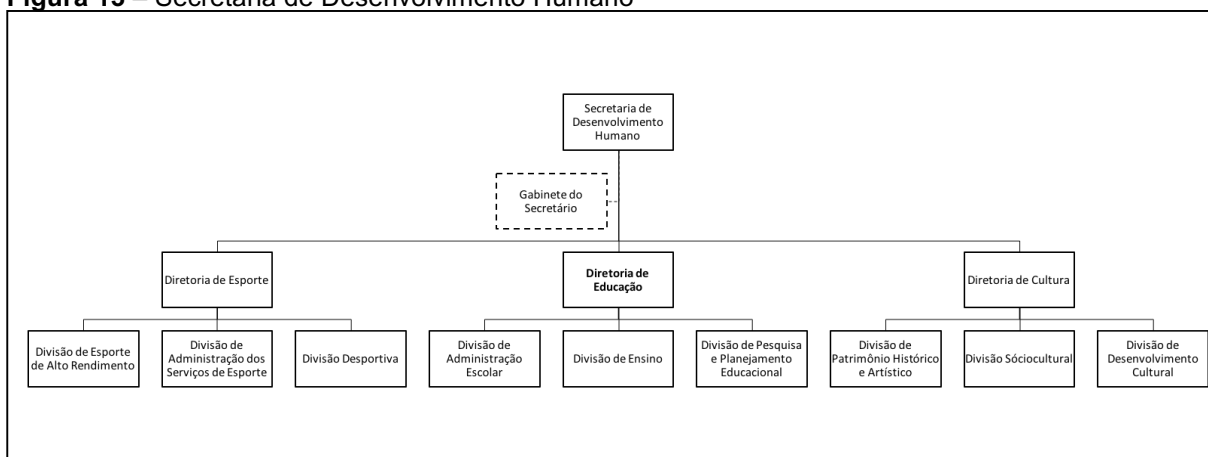 Figura 15 – Secretaria de Desenvolvimento Humano
Secretaria de
Desenvolvimento
Humano
Gabinete do
Secretário
Diretoria de Esporte
Diretoria de
Educação
Diretoria de Cultura
Divisão de Esporte
de Alto Rendimento
Divisão de
Administração dos
Serviços de Esporte
Divisão Desportiva
Divisão de
Administração
Escolar
Divisão de Ensino
Divisão de Pesquisa
e Planejamento
Educacional
Divisão de
Patrimônio Histórico
e Artístico
Divisão Sóciocultural
Divisão de
Desenvolvimento
Cultural